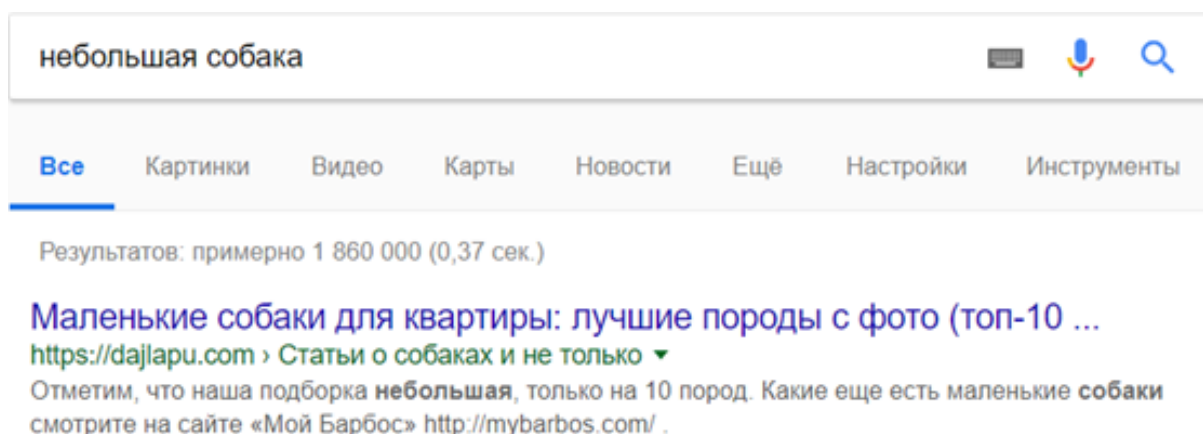 небольшая собака
Все Картинки Видео Карты Новости Ещё Настройки Инструменты
Результатов: примерно 1 860 000 (0,37 сек.)
Маленькие собаки для квартиры: лучшие породы с фото (топ-10 ...
https://dajlapu.com › Статьи о собаках и не только
Отметим, что наша подборка небольшая, только на 10 пород. Какие еще есть маленькие собаки
смотрите на сайте «Мой Барбос» http://mybarbos.com/ .